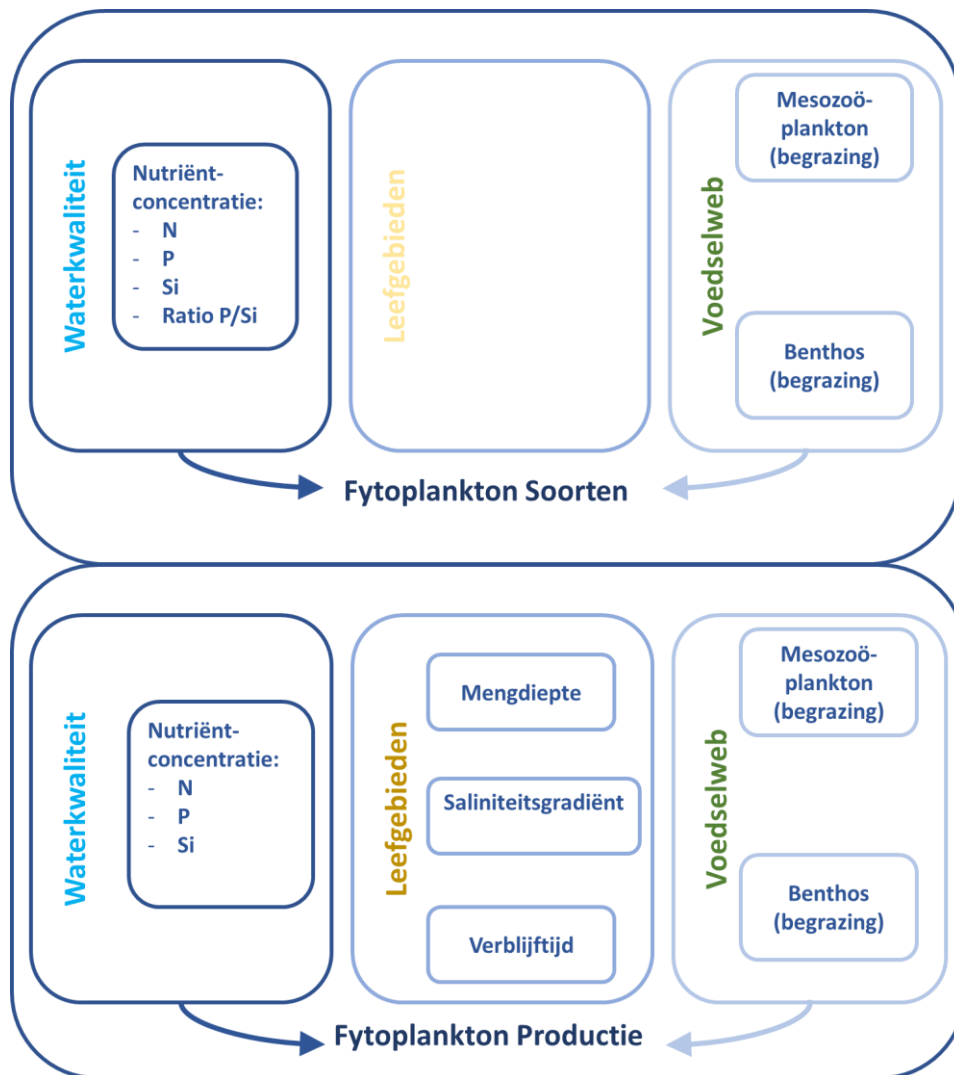 Waterkwaliteit
Nutriënt-
concentratie:
- N
- P
- Si
- Ratio P/Si
Leefgebieden
Voedselweb
Mesozoö-
plankton
(begrazing)
Benthos
(begrazing)
Fytoplankton Soorten
Waterkwaliteit
Nutriënt-
concentratie:
- N
- P
- Si
Leefgebieden
Mengdiepte
Saliniteitsgradiënt
Verblijftijd
Voedselweb
Mesozoö-
plankton
(begrazing)
Benthos
(begrazing)
Fytoplankton Productie